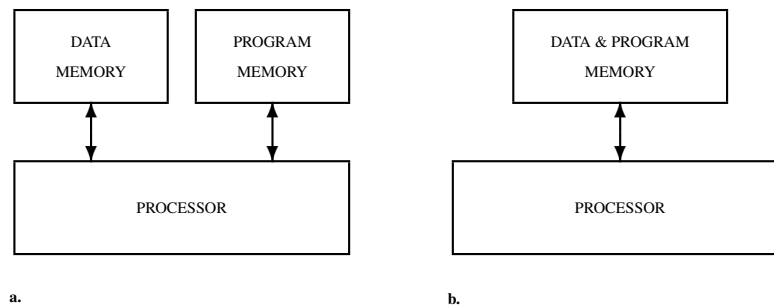 DATA
MEMORY
PROGRAM
MEMORY
PROCESSOR
a.
DATA & PROGRAM
MEMORY
PROCESSOR
b.